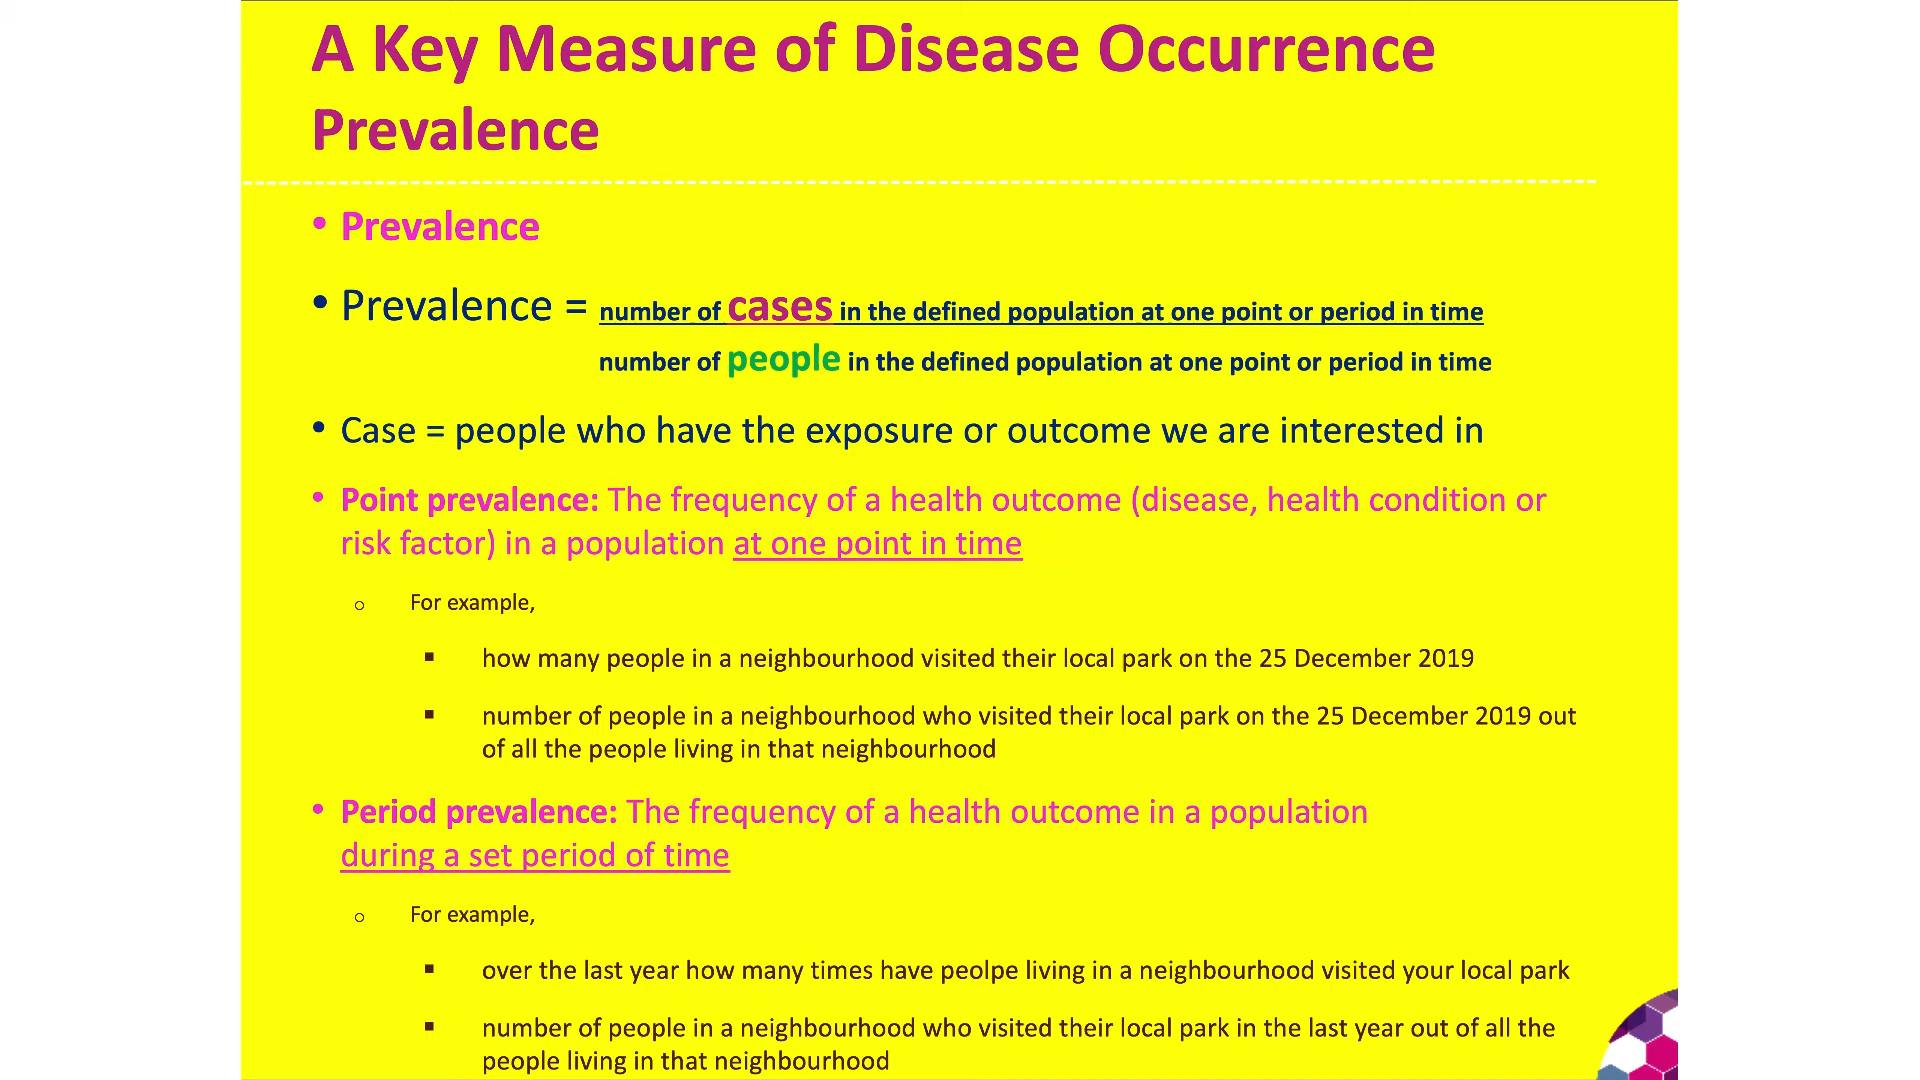 A Key Measure of Disease Occurrence
Prevalence
• Prevalence
• Prevalence = number of cases in the defined population at one point or period in time
number of people in the defined population at one point or period in time
• Case = people who have the exposure or outcome we are interested in
• Point prevalence: The frequency of a health outcome (disease, health condition or
risk factor) in a population at one point in time
o For example,
▪ how many people in a neighbourhood visited their local park on the 25 December 2019
▪ number of people in a neighbourhood who visited their local park on the 25 December 2019 out
of all the people living in that neighbourhood
• Period prevalence: The frequency of a health outcome in a population
during a set period of time
o For example,
▪ over the last year how many times have peolpe living in a neighbourhood visited your local park
▪ number of people in a neighbourhood who visited their local park in the last year out of all the
people living in that neighbourhood